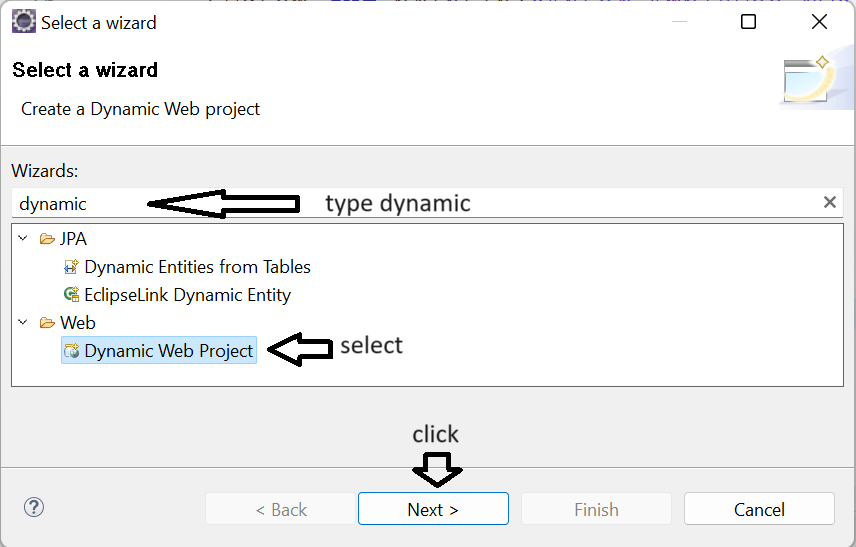 Select a wizard
Select a wizard
Create a Dynamic Web project
Wizards:
dynamic
type dynamic
JPA
Dynamic Entities from Tables
EclipseLink Dynamic Entity
Web
Dynamic Web Project
select
click
?
< Back
Next >
Finish
Cancel